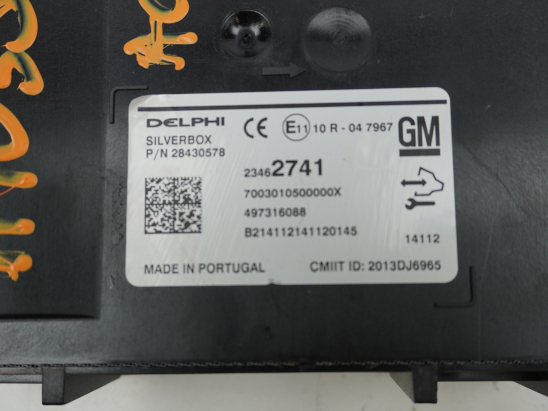 DELPHI CE E11 10 R - 04 7967 GM
SILVERBOX
P/N 28430578
23462741
7003010500000X
497316088
B214112141120145
14112
MADE IN PORTUGAL CMIIT ID: 2013DJ6965